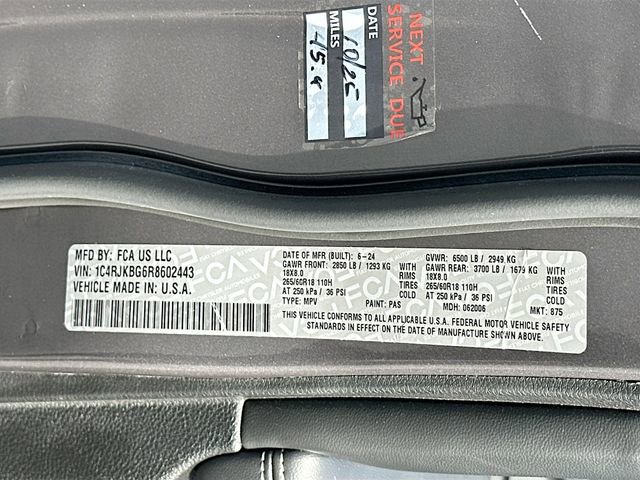 NEXT
SERVICE DUE
DATE
10/25
MILES
45.4
MFD BY: FCA US LLC
VIN: 1C4RJKBG6R8602443
VEHICLE MADE IN: U.S.A.
DATE OF MFR (BUILT): 6-24
GAWR FRONT: 2850 LB / 1293 KG WITH
18X8.0 RIMS
265/60R18 110H TIRES
AT 250 kPa / 36 PSI COLD
TYPE: MPV PAINT: PAS
GVWR: 6500 LB / 2949 KG
GAWR REAR: 3700 LB / 1679 KG WITH
18X8.0 RIMS
265/60R18 110H TIRES
AT 250 kPa / 36 PSI COLD
MDH: 062006 MKT: 875
THIS VEHICLE CONFORMS TO ALL APPLICABLE U.S.A. FEDERAL MOTOR VEHICLE SAFETY
STANDARDS IN EFFECT ON THE DATE OF MANUFACTURE SHOWN ABOVE.